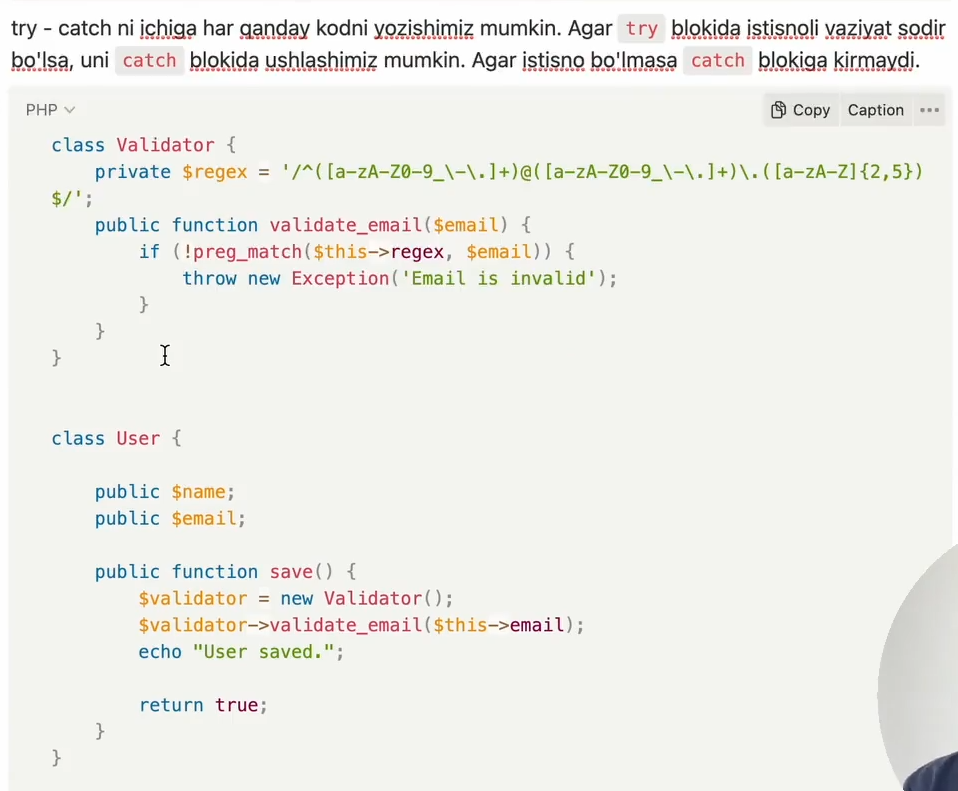 try - catch ni ichiga har qanday kodni yozishimiz mumkin. Agar try blokida istisnoli vaziyat sodir
bo'lsa, uni catch blokida ushlashimiz mumkin. Agar istisno bo'lmasa catch blokiga kirmaydi.
PHP
Copy Caption
class Validator {
    private $regex = '/^([a-zA-Z0-9_\-\.]+)@([a-zA-Z0-9_\-\.]+)\.([a-zA-Z]{2,5})
$/';
    public function validate_email($email) {
        if (!preg_match($this->regex, $email)) {
            throw new Exception('Email is invalid');
        }
    }
}
class User {
    public $name;
    public $email;
    public function save() {
        $validator = new Validator();
        $validator->validate_email($this->email);
        echo "User saved.";
        return true;
    }
}